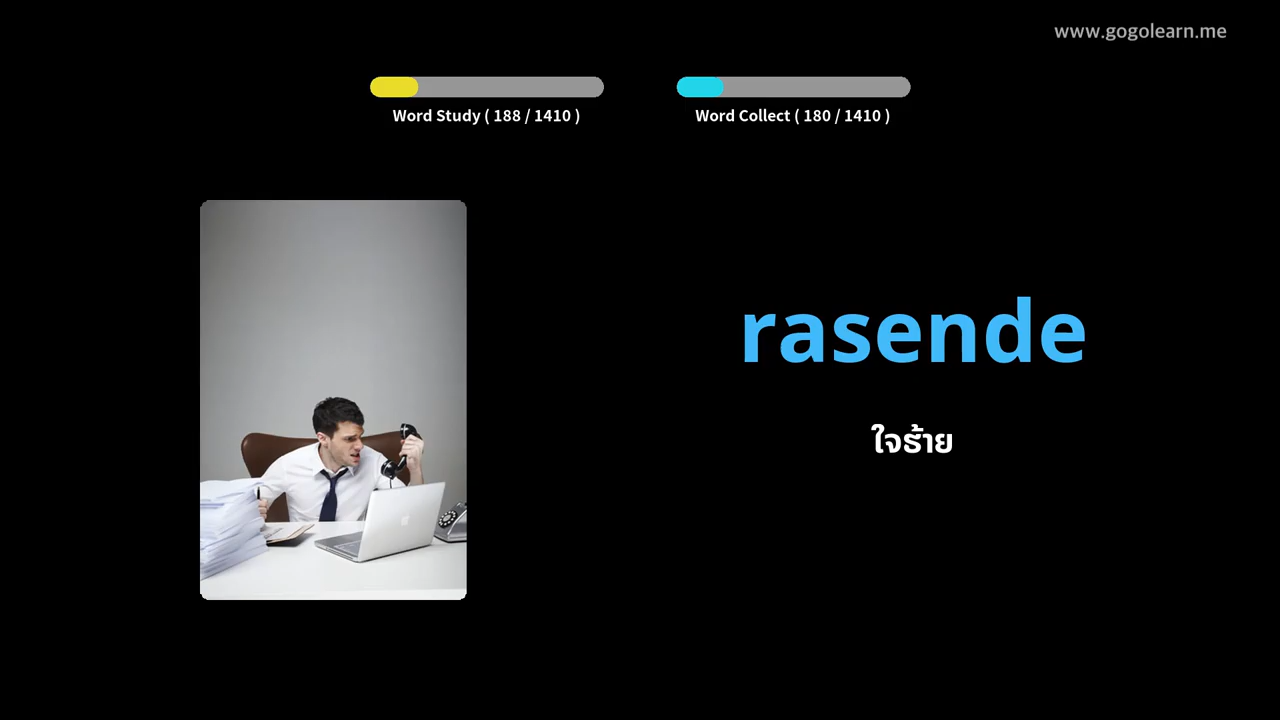 www.gogolearn.me
Word Study ( 188 / 1410 )
Word Collect ( 180 / 1410 )
rasende
ใจร้าย